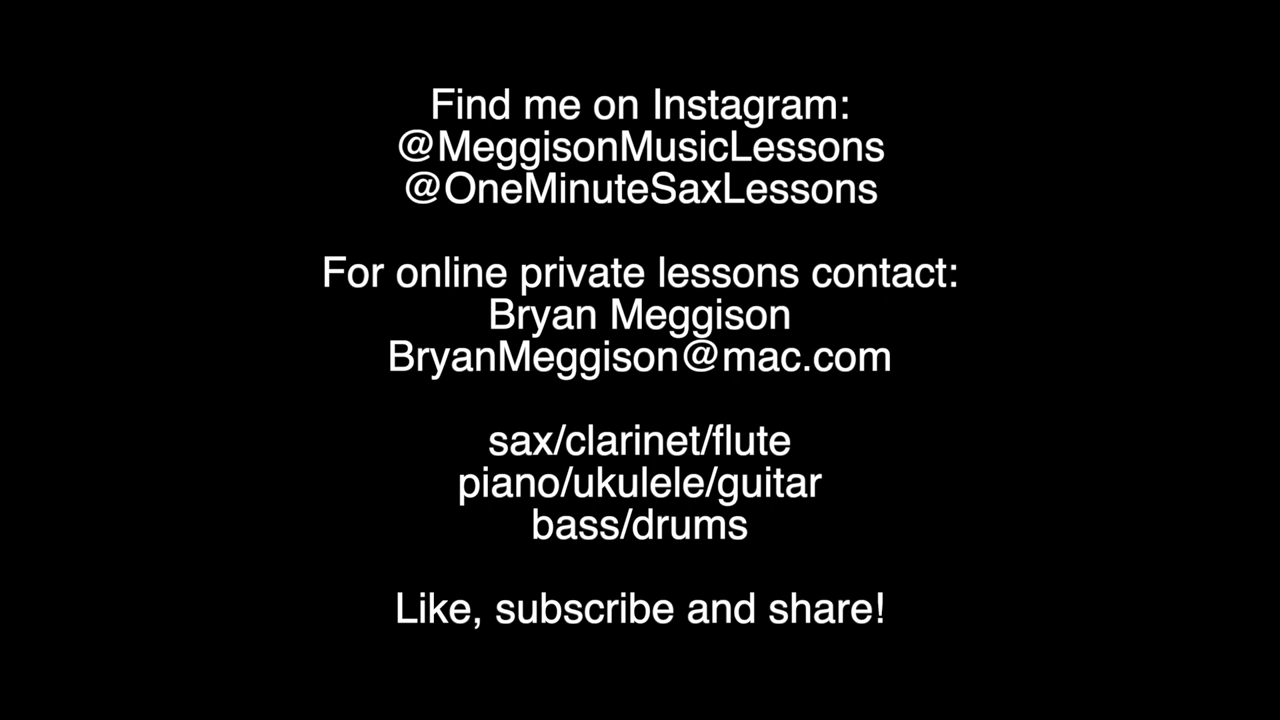 Find me on Instagram:
@MeggisonMusicLessons
@OneMinuteSaxLessons
For online private lessons contact:
Bryan Meggison
BryanMeggison@mac.com
sax/clarinet/flute
piano/ukulele/guitar
bass/drums
Like, subscribe and share!